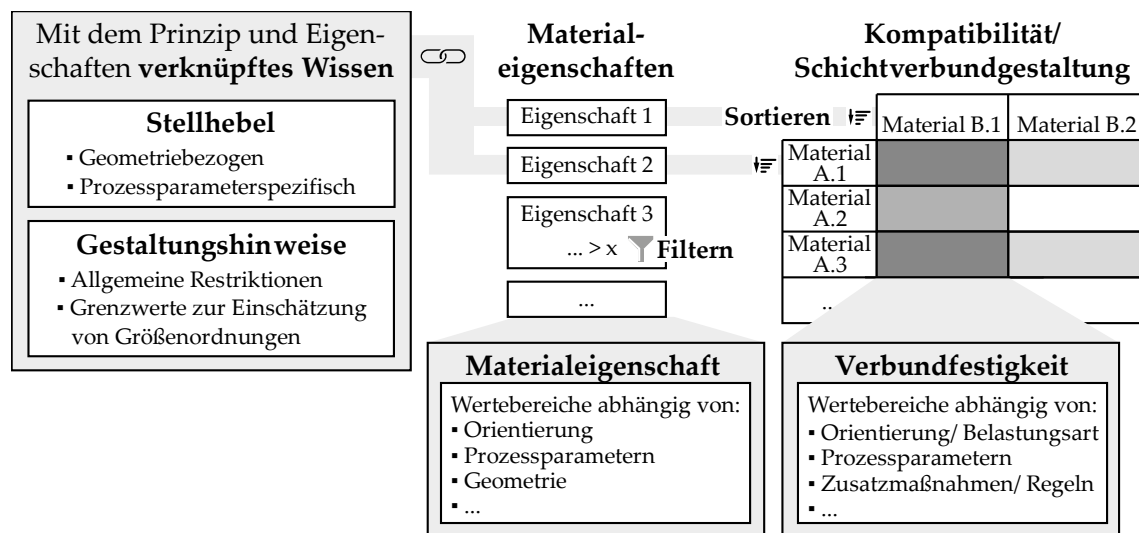 Mit dem Prinzip und Eigen-
schaften verknüpftes Wissen
Stellhebel
▪ Geometriebezogen
▪ Prozessparameterspezifisch
Gestaltungshinweise
▪ Allgemeine Restriktionen
▪ Grenzwerte zur Einschätzung
von Größenordnungen
Material-
eigenschaften
Eigenschaft 1
Eigenschaft 2
Eigenschaft 3
... > x
Filtern
...
Materialeigenschaft
Wertebereiche abhängig von:
▪ Orientierung
▪ Prozessparametern
▪ Geometrie
▪ ...
Kompatibilität/
Schichtverbundgestaltung
Sortieren
Material B.1
Material B.2
Material
A.1
Material
A.2
Material
A.3
..
Verbundfestigkeit
Wertebereiche abhängig von:
▪ Orientierung/ Belastungsart
▪ Prozessparametern
▪ Zusatzmaßnahmen/ Regeln
▪ ...